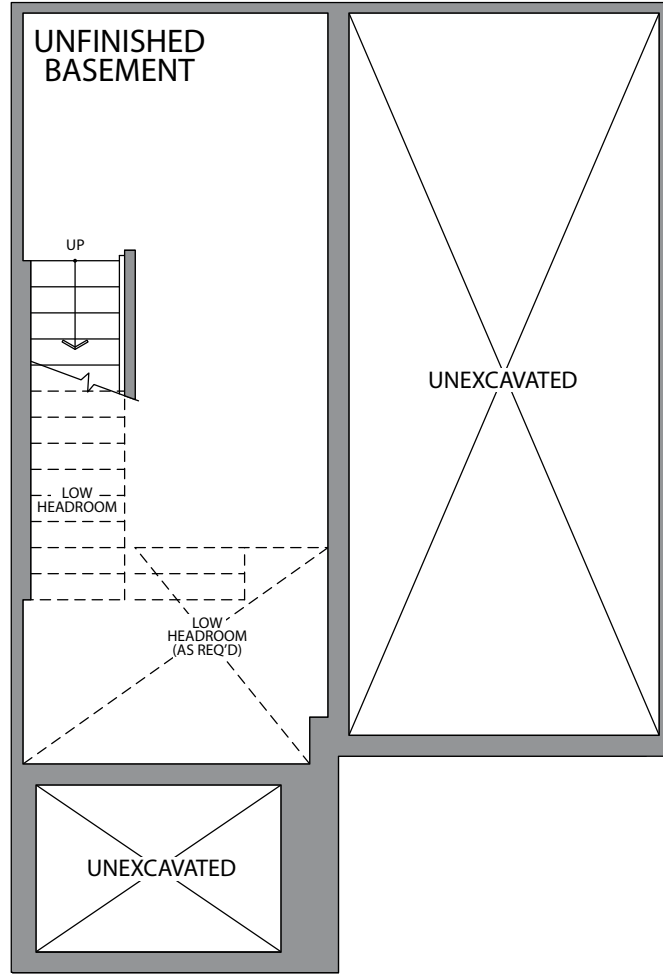 UNFINISHED
BASEMENT
UP
UNEXCAVATED
LOW
HEADROOM
LOW
HEADROOM
(AS REQ'D)
UNEXCAVATED